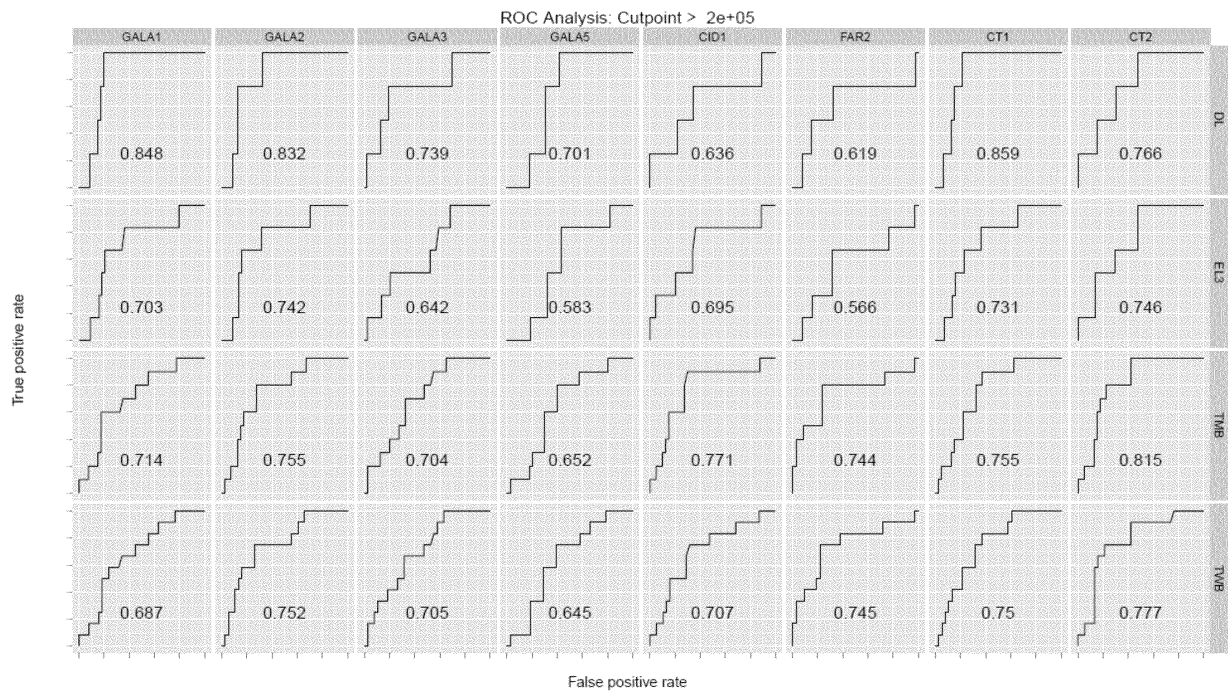 ROC Analysis: Cutpoint > 2e+05
GALA1 GALA2 GALA3 GALA5 CID1 FAR2 CT1 CT2
0.848 0.832 0.739 0.701 0.636 0.619 0.859 0.766 DL
0.703 0.742 0.642 0.583 0.695 0.566 0.731 0.746 EL3
True positive rate
0.714 0.755 0.704 0.652 0.771 0.744 0.755 0.815 TMB
0.687 0.752 0.705 0.645 0.707 0.745 0.75 0.777 TWB
False positive rate